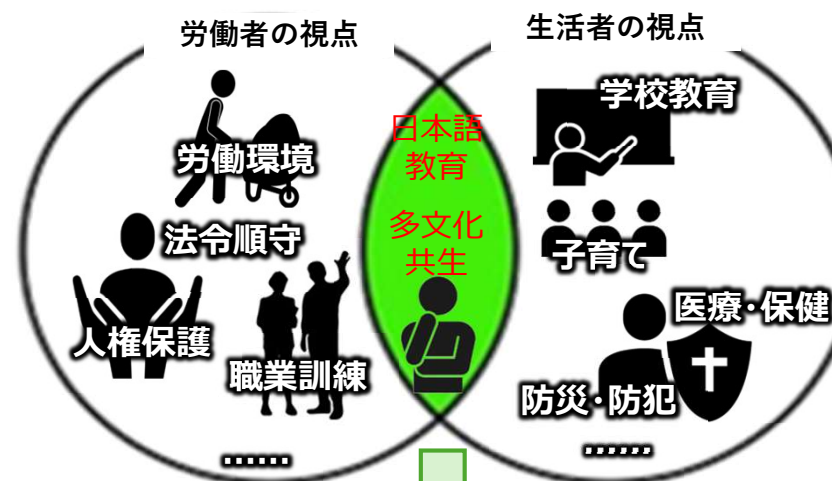 労働者の視点
労働環境
法令順守
人権保護
職業訓練
……
日本語
教育
多文化
共生
生活者の視点
学校教育
子育て
医療・保健
防災・防犯
……